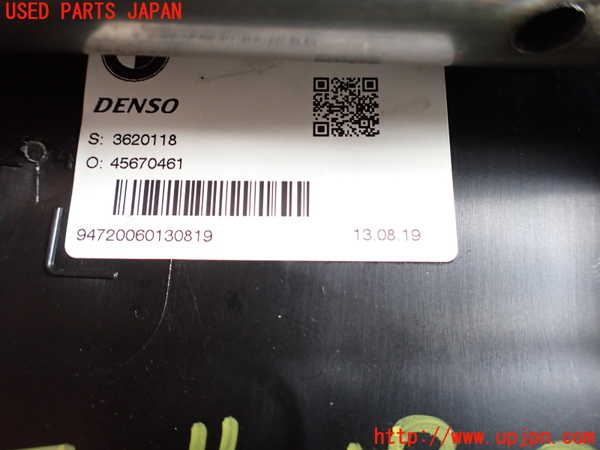 USED PARTS JAPAN
DENSO
S: 3620118
O: 45670461
94720060130819
13.08.19
http://www.upjpn.com/